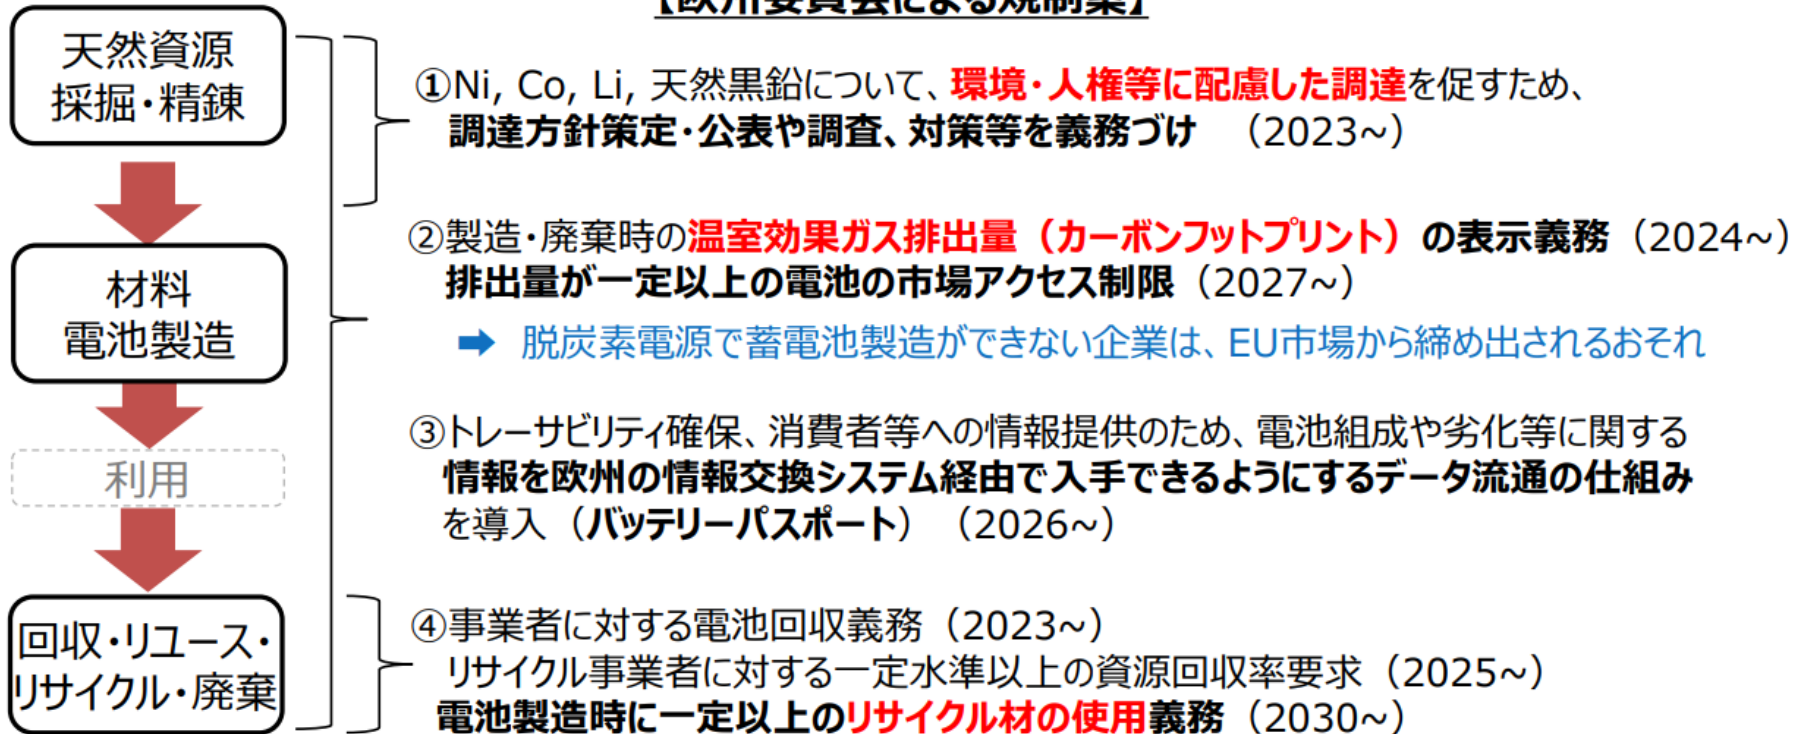 【欧州委員会による規制案】
天然資源
採掘・精錬
①Ni, Co, Li, 天然黒鉛について、環境・人権等に配慮した調達を促すため、
調達方針策定・公表や調査、対策等を義務づけ （2023~）
②製造・廃棄時の温室効果ガス排出量（カーボンフットプリント）の表示義務（2024~）
排出量が一定以上の電池の市場アクセス制限（2027~）
材料
電池製造
➡ 脱炭素電源で蓄電池製造ができない企業は、EU市場から締め出されるおそれ
③トレーサビリティ確保、消費者等への情報提供のため、電池組成や劣化等に関する
情報を欧州の情報交換システム経由で入手できるようにするデータ流通の仕組み
を導入（バッテリーパスポート）（2026~）
利用
回収・リユース・
リサイクル・廃棄
④事業者に対する電池回収義務（2023~）
リサイクル事業者に対する一定水準以上の資源回収率要求（2025~）
電池製造時に一定以上のリサイクル材の使用義務（2030~）